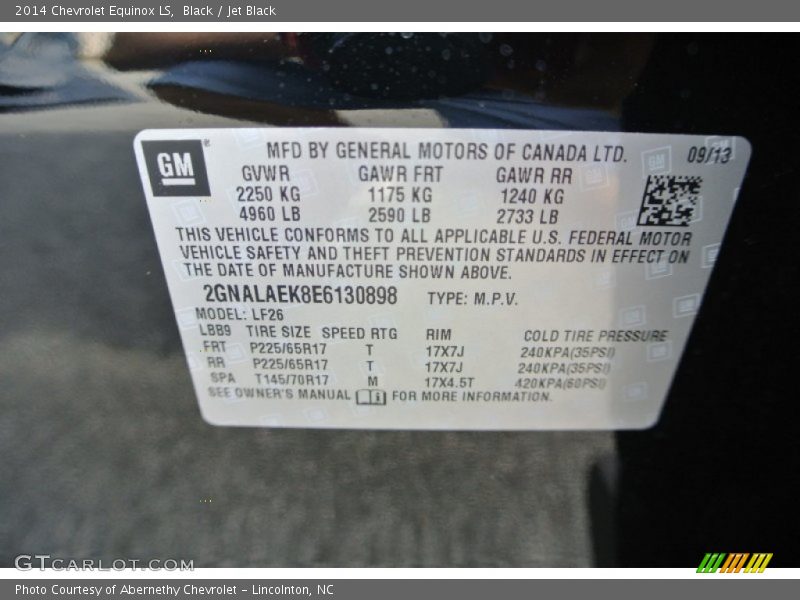 2014 Chevrolet Equinox LS, Black / Jet Black
GM
MFD BY GENERAL MOTORS OF CANADA LTD. 09/13
GVWR GAWR FRT GAWR RR
2250 KG 1175 KG 1240 KG
4960 LB 2590 LB 2733 LB
THIS VEHICLE CONFORMS TO ALL APPLICABLE U.S. FEDERAL MOTOR
VEHICLE SAFETY AND THEFT PREVENTION STANDARDS IN EFFECT ON
THE DATE OF MANUFACTURE SHOWN ABOVE.
2GNALAEK8E6130898 TYPE: M.P.V.
MODEL: LF26
LBB9 TIRE SIZE SPEED RTG RIM COLD TIRE PRESSURE
FRT P225/65R17 T 17X7J 240KPA(35PSI)
RR P225/65R17 T 17X7J 240KPA(35PSI)
SPA T145/70R17 M 17X4.5T 420KPA(60PSI)
SEE OWNER'S MANUAL FOR MORE INFORMATION.
GTCARLOT.COM
Photo Courtesy of Abernethy Chevrolet – Lincolnton, NC